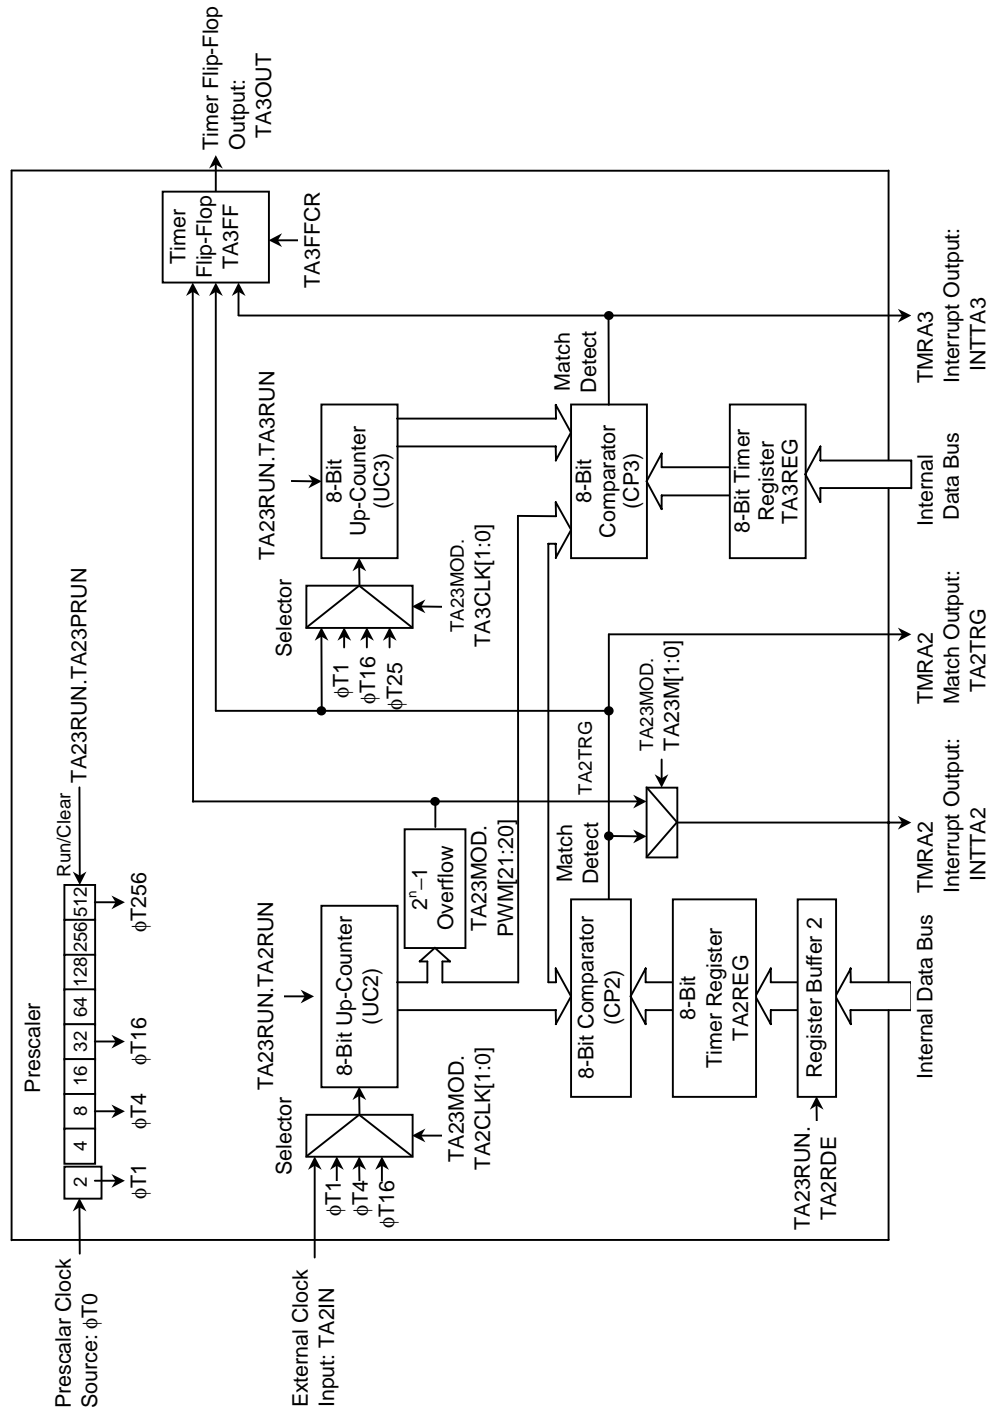 Prescaler
Prescalar Clock
Source: ϕT0
2
4
8
16
32
64
128
256
512
Run/Clear
TA23RUN.TA23PRUN
ϕT1
ϕT4
ϕT16
ϕT256
External Clock
Input: TA2IN
ϕT1
ϕT4
ϕT16
Selector
TA23MOD.
TA2CLK[1:0]
TA23RUN.TA2RUN
8-Bit Up-Counter
(UC2)
2ⁿ−1
Overflow
TA23MOD.
PWM[21:20]
Selector
ϕT1
ϕT16
ϕT25
TA23MOD.
TA3CLK[1:0]
TA23RUN.TA3RUN
8-Bit
Up-Counter
(UC3)
Timer
Flip-Flop
TA3FF
TA3FFCR
Timer Flip-Flop
Output:
TA3OUT
8-Bit Comparator
(CP2)
Match
Detect
TA2TRG
TA23MOD.
TA23M[1:0]
8-Bit
Comparator
(CP3)
Match
Detect
8-Bit
Timer Register
TA2REG
8-Bit Timer
Register
TA3REG
Register Buffer 2
TA23RUN.
TA2RDE
Internal Data Bus
TMRA2
Interrupt Output:
INTTA2
TMRA2
Match Output:
TA2TRG
Internal
Data Bus
TMRA3
Interrupt Output:
INTTA3